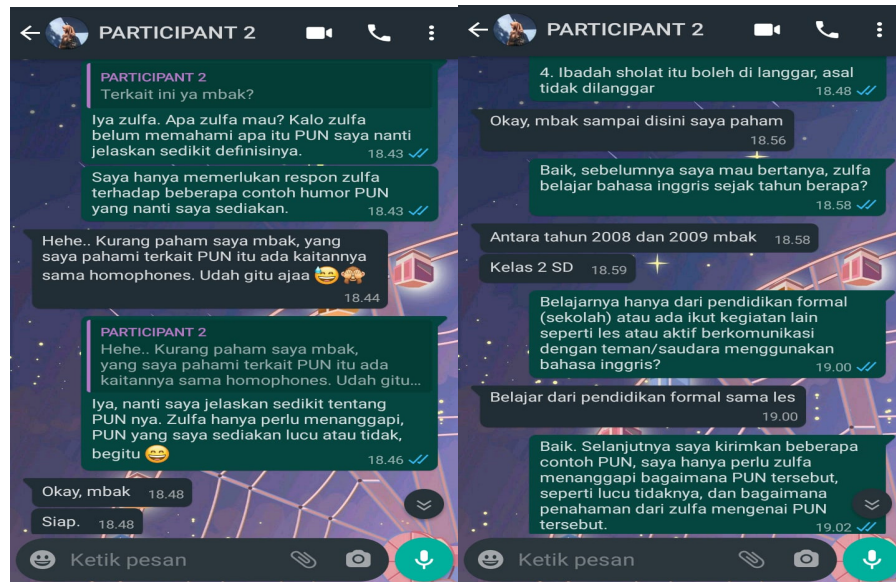 PARTICIPANT 2
PARTICIPANT 2
Terkait ini ya mbak?
Iya zulfa. Apa zulfa mau? Kalo zulfa
belum memahami apa itu PUN saya nanti
jelaskan sedikit definisinya.
18.43
Saya hanya memerlukan respon zulfa
terhadap beberapa contoh humor PUN
yang nanti saya sediakan.
18.43
Hehe.. Kurang paham saya mbak, yang
saya pahami terkait PUN itu ada kaitannya
sama homophones. Udah gitu ajaa 😅🙈
18.44
PARTICIPANT 2
Hehe.. Kurang paham saya mbak,
yang saya pahami terkait PUN itu ada
kaitannya sama homophones. Udah gitu...
Iya, nanti saya jelaskan sedikit tentang
PUN nya. Zulfa hanya perlu menanggapi,
PUN yang saya sediakan lucu atau tidak,
begitu 😄
18.46
Okay, mbak 18.48
Siap. 18.48
Ketik pesan
PARTICIPANT 2
4. Ibadah sholat itu boleh di langgar, asal
tidak dilanggar
18.48
Okay, mbak sampai disini saya paham
18.56
Baik, sebelumnya saya mau bertanya, zulfa
belajar bahasa inggris sejak tahun berapa?
18.58
Antara tahun 2008 dan 2009 mbak 18.58
Kelas 2 SD 18.59
Belajarnya hanya dari pendidikan formal
(sekolah) atau ada ikut kegiatan lain
seperti les atau aktif berkomunikasi
dengan teman/saudara menggunakan
bahasa inggris?
19.00
Belajar dari pendidikan formal sama les
19.00
Baik. Selanjutnya saya kirimkan beberapa
contoh PUN, saya hanya perlu zulfa
menanggapi bagaimana PUN tersebut,
seperti lucu tidaknya, dan bagaimana
penahaman dari zulfa mengenai PUN
tersebut.
19.02
Ketik pesan